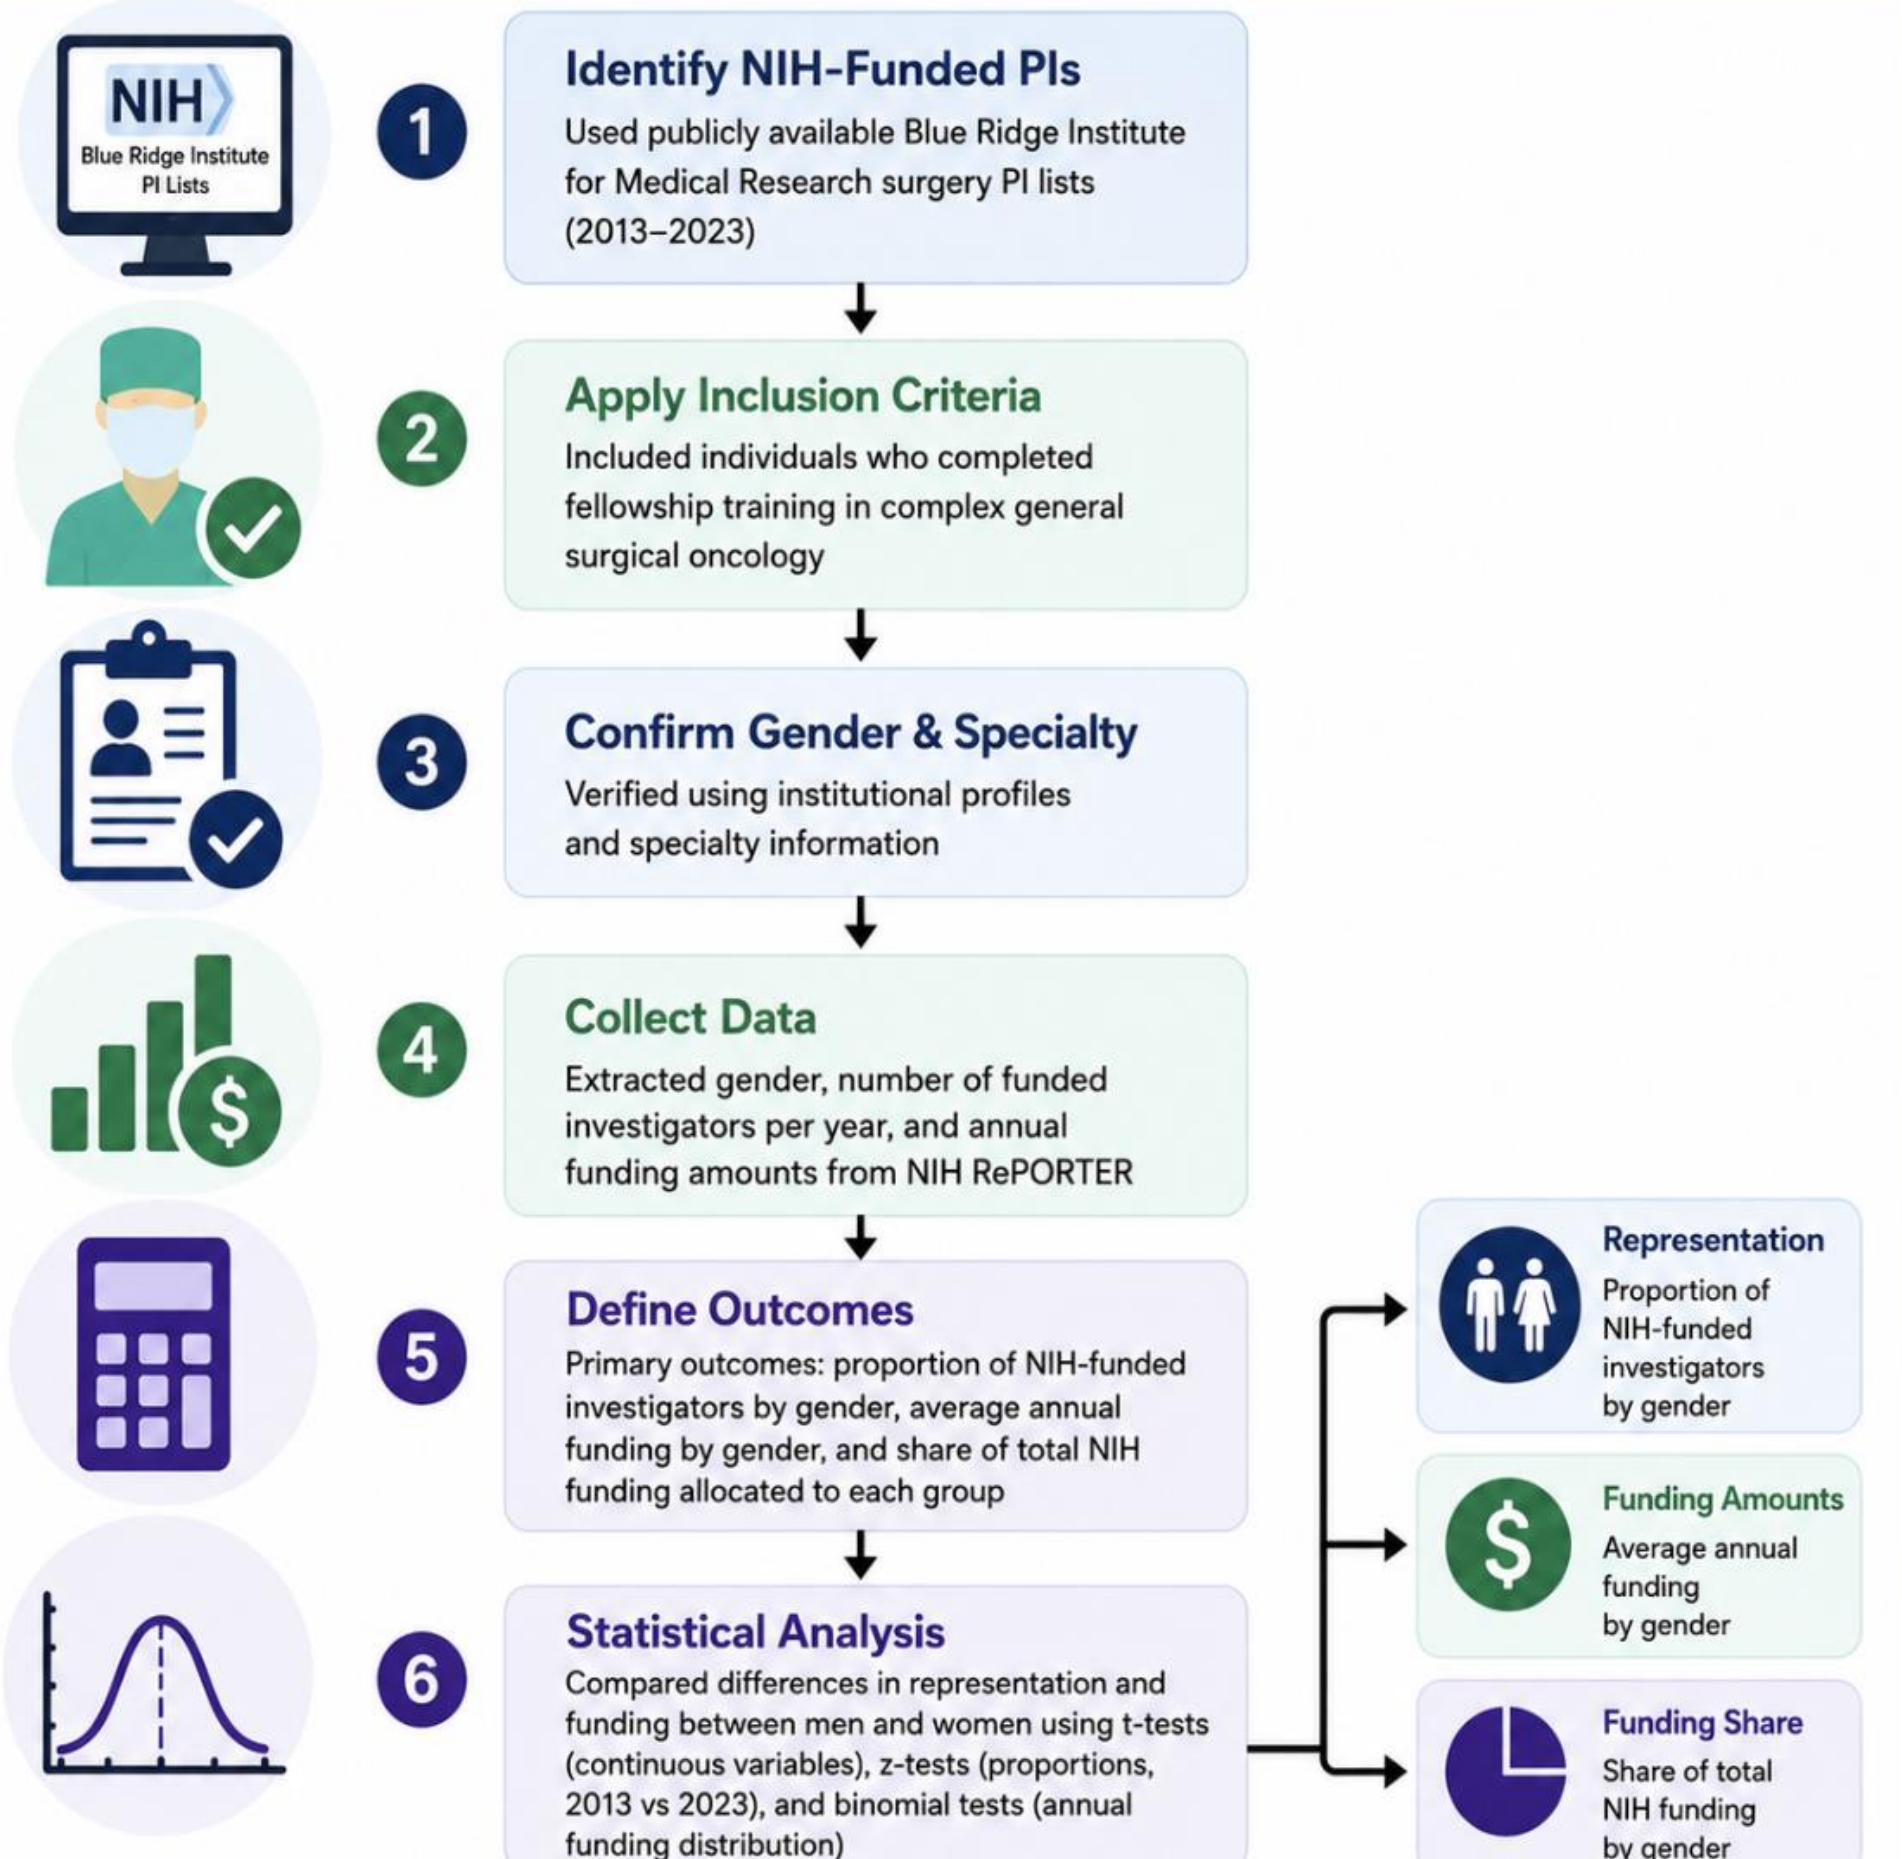 NIH
Blue Ridge Institute
PI Lists
1
Identify NIH-Funded PIs
Used publicly available Blue Ridge Institute
for Medical Research surgery PI lists
(2013–2023)
2
Apply Inclusion Criteria
Included individuals who completed
fellowship training in complex general
surgical oncology
3
Confirm Gender & Specialty
Verified using institutional profiles
and specialty information
4
$
Collect Data
Extracted gender, number of funded
investigators per year, and annual
funding amounts from NIH RePORTER
5
Define Outcomes
Primary outcomes: proportion of NIH-funded
investigators by gender, average annual
funding by gender, and share of total NIH
funding allocated to each group
6
Statistical Analysis
Compared differences in representation and
funding between men and women using t-tests
(continuous variables), z-tests (proportions,
2013 vs 2023), and binomial tests (annual
funding distribution)
Representation
Proportion of
NIH-funded
investigators
by gender
$
Funding Amounts
Average annual
funding
by gender
Funding Share
Share of total
NIH funding
by gender